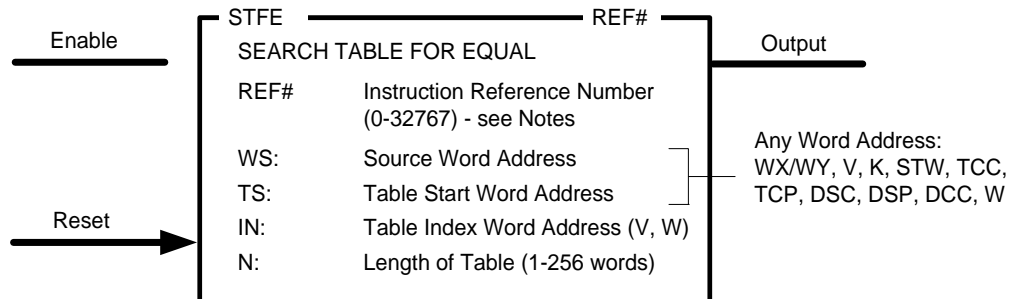 STFE REF#
Enable
SEARCH TABLE FOR EQUAL
Output
REF# Instruction Reference Number
(0-32767) - see Notes
WS: Source Word Address
TS: Table Start Word Address
Any Word Address:
WX/WY, V, K, STW, TCC,
TCP, DSC, DSP, DCC, W
Reset
IN: Table Index Word Address (V, W)
N: Length of Table (1-256 words)